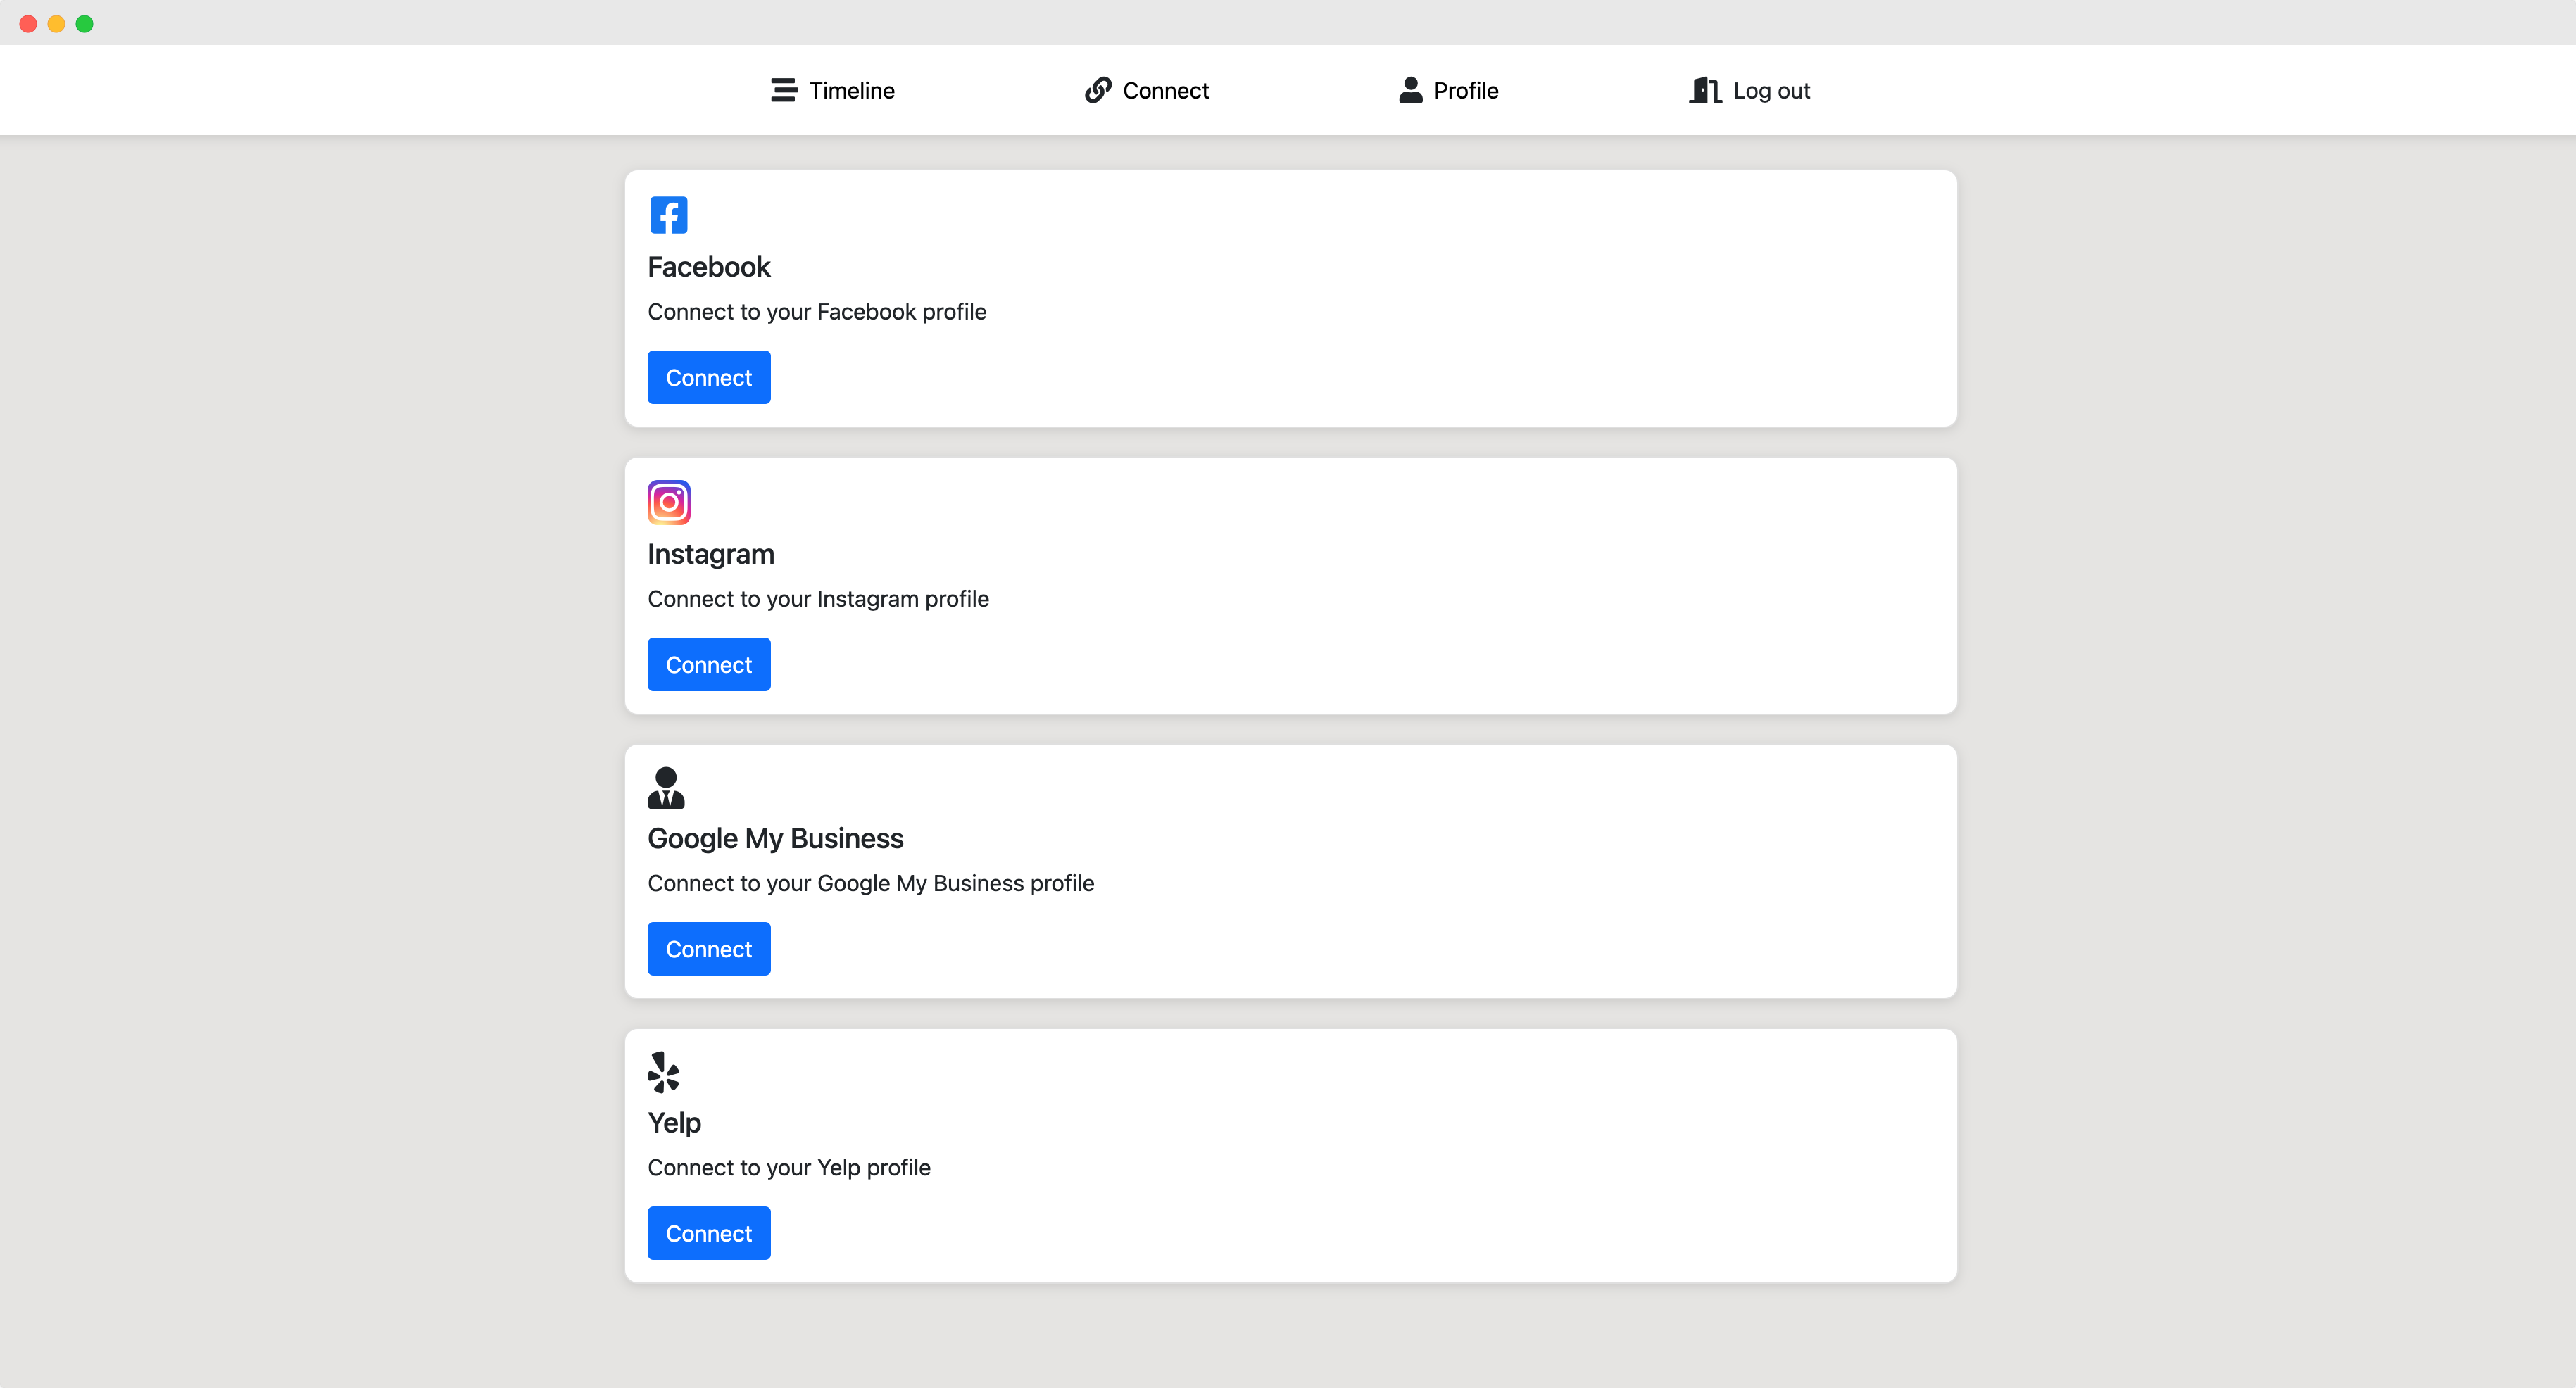 Timeline Connect Profile Log out
Facebook
Connect to your Facebook profile
Connect
Instagram
Connect to your Instagram profile
Connect
Google My Business
Connect to your Google My Business profile
Connect
Yelp
Connect to your Yelp profile
Connect